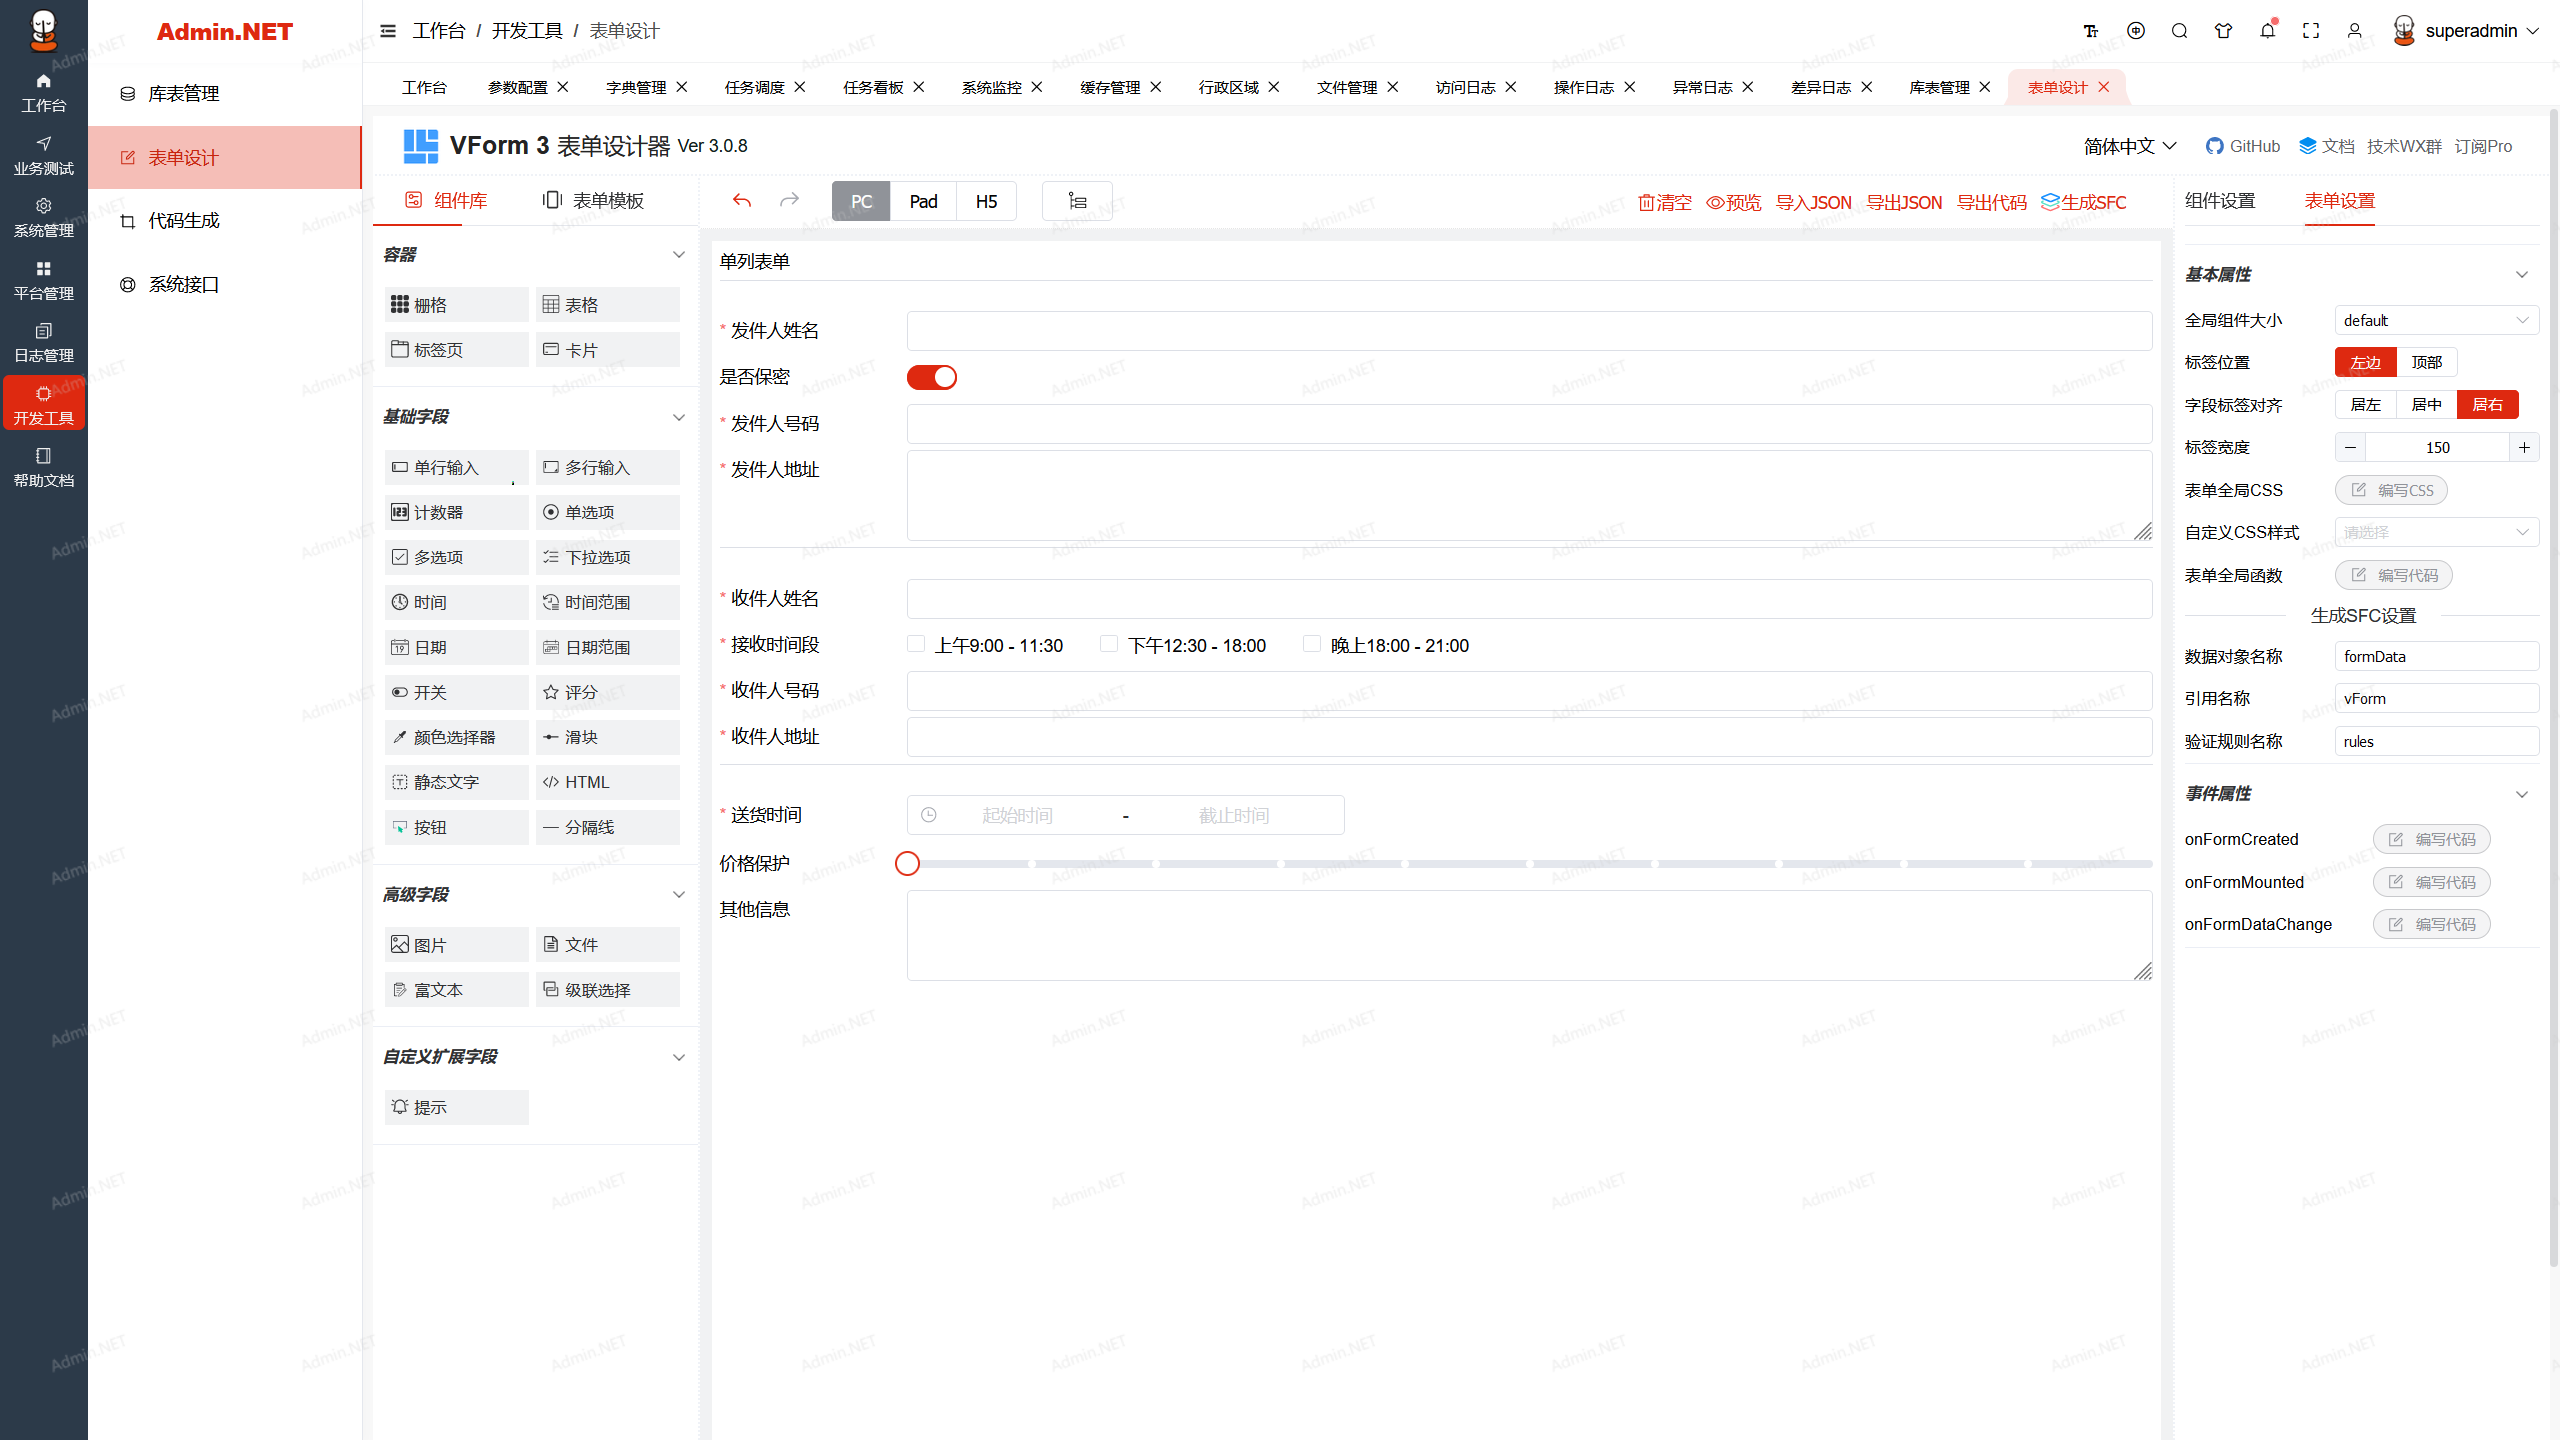 Admin.NET
工作台 / 开发工具 / 表单设计
superadmin
工作台
业务测试
系统管理
平台管理
日志管理
开发工具
帮助文档
库表管理
表单设计
代码生成
系统接口
工作台 参数配置 字典管理 任务调度 任务看板 系统监控 缓存管理 行政区域 文件管理 访问日志 操作日志 异常日志 差异日志 库表管理 表单设计
VForm 3 表单设计器 Ver 3.0.8
简体中文 GitHub 文档 技术WX群 订阅Pro
组件库 表单模板
PC Pad H5
清空 预览 导入JSON 导出JSON 导出代码 生成SFC
组件设置 表单设置
容器
栅格 表格
标签页 卡片
基础字段
单行输入 多行输入
计数器 单选项
多选项 下拉选项
时间 时间范围
日期 日期范围
开关 评分
颜色选择器 滑块
静态文字 HTML
按钮 分隔线
高级字段
图片 文件
富文本 级联选择
自定义扩展字段
提示
单列表单
* 发件人姓名
是否保密
* 发件人号码
* 发件人地址
* 收件人姓名
* 接收时间段 上午9:00 - 11:30 下午12:30 - 18:00 晚上18:00 - 21:00
* 收件人号码
* 收件人地址
* 送货时间 起始时间 - 截止时间
价格保护
其他信息
基本属性
全局组件大小 default
标签位置 左边 顶部
字段标签对齐 居左 居中 居右
标签宽度 150
表单全局CSS 编写CSS
自定义CSS样式 请选择
表单全局函数 编写代码
生成SFC设置
数据对象名称 formData
引用名称 vForm
验证规则名称 rules
事件属性
onFormCreated 编写代码
onFormMounted 编写代码
onFormDataChange 编写代码